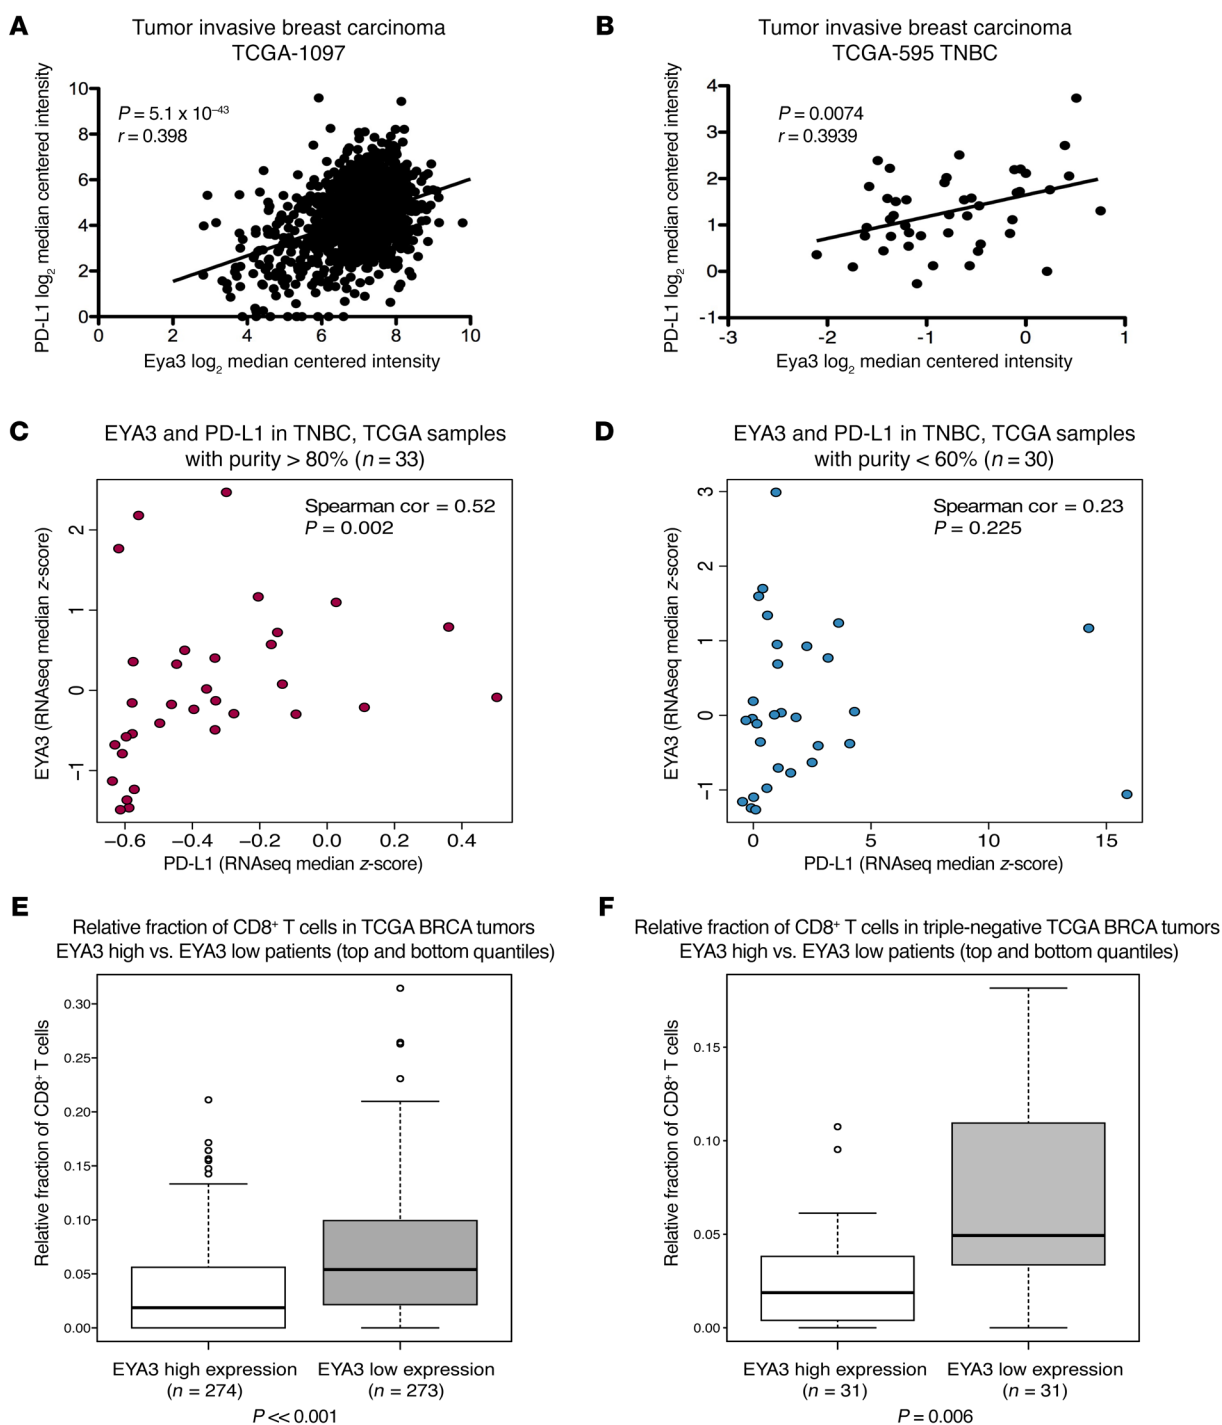 A
Tumor invasive breast carcinoma
TCGA-1097
PD-L1 log2 median centered intensity
10
8
6
4
2
0
P = 5.1 x 10–43
r = 0.398
0 2 4 6 8 10
Eya3 log2 median centered intensity
B
Tumor invasive breast carcinoma
TCGA-595 TNBC
PD-L1 log2 median centered intensity
4
3
2
1
0
-1
P = 0.0074
r = 0.3939
-3 -2 -1 0 1
Eya3 log2 median centered intensity
C
EYA3 and PD-L1 in TNBC, TCGA samples
with purity > 80% (n = 33)
EYA3 (RNAseq median z-score)
2
1
0
−1
Spearman cor = 0.52
P = 0.002
−0.6 −0.4 −0.2 0.0 0.2 0.4
PD-L1 (RNAseq median z-score)
D
EYA3 and PD-L1 in TNBC, TCGA samples
with purity < 60% (n = 30)
EYA3 (RNAseq median z-score)
3
2
1
0
−1
Spearman cor = 0.23
P = 0.225
0 5 10 15
PD-L1 (RNAseq median z-score)
E
Relative fraction of CD8+ T cells in TCGA BRCA tumors
EYA3 high vs. EYA3 low patients (top and bottom quantiles)
Relative fraction of CD8+ T cells
0.30
0.25
0.20
0.15
0.10
0.05
0.00
EYA3 high expression
(n = 274)
EYA3 low expression
(n = 273)
P << 0.001
F
Relative fraction of CD8+ T cells in triple-negative TCGA BRCA tumors
EYA3 high vs. EYA3 low patients (top and bottom quantiles)
Relative fraction of CD8+ T cells
0.15
0.10
0.05
0.00
EYA3 high expression
(n = 31)
EYA3 low expression
(n = 31)
P = 0.006